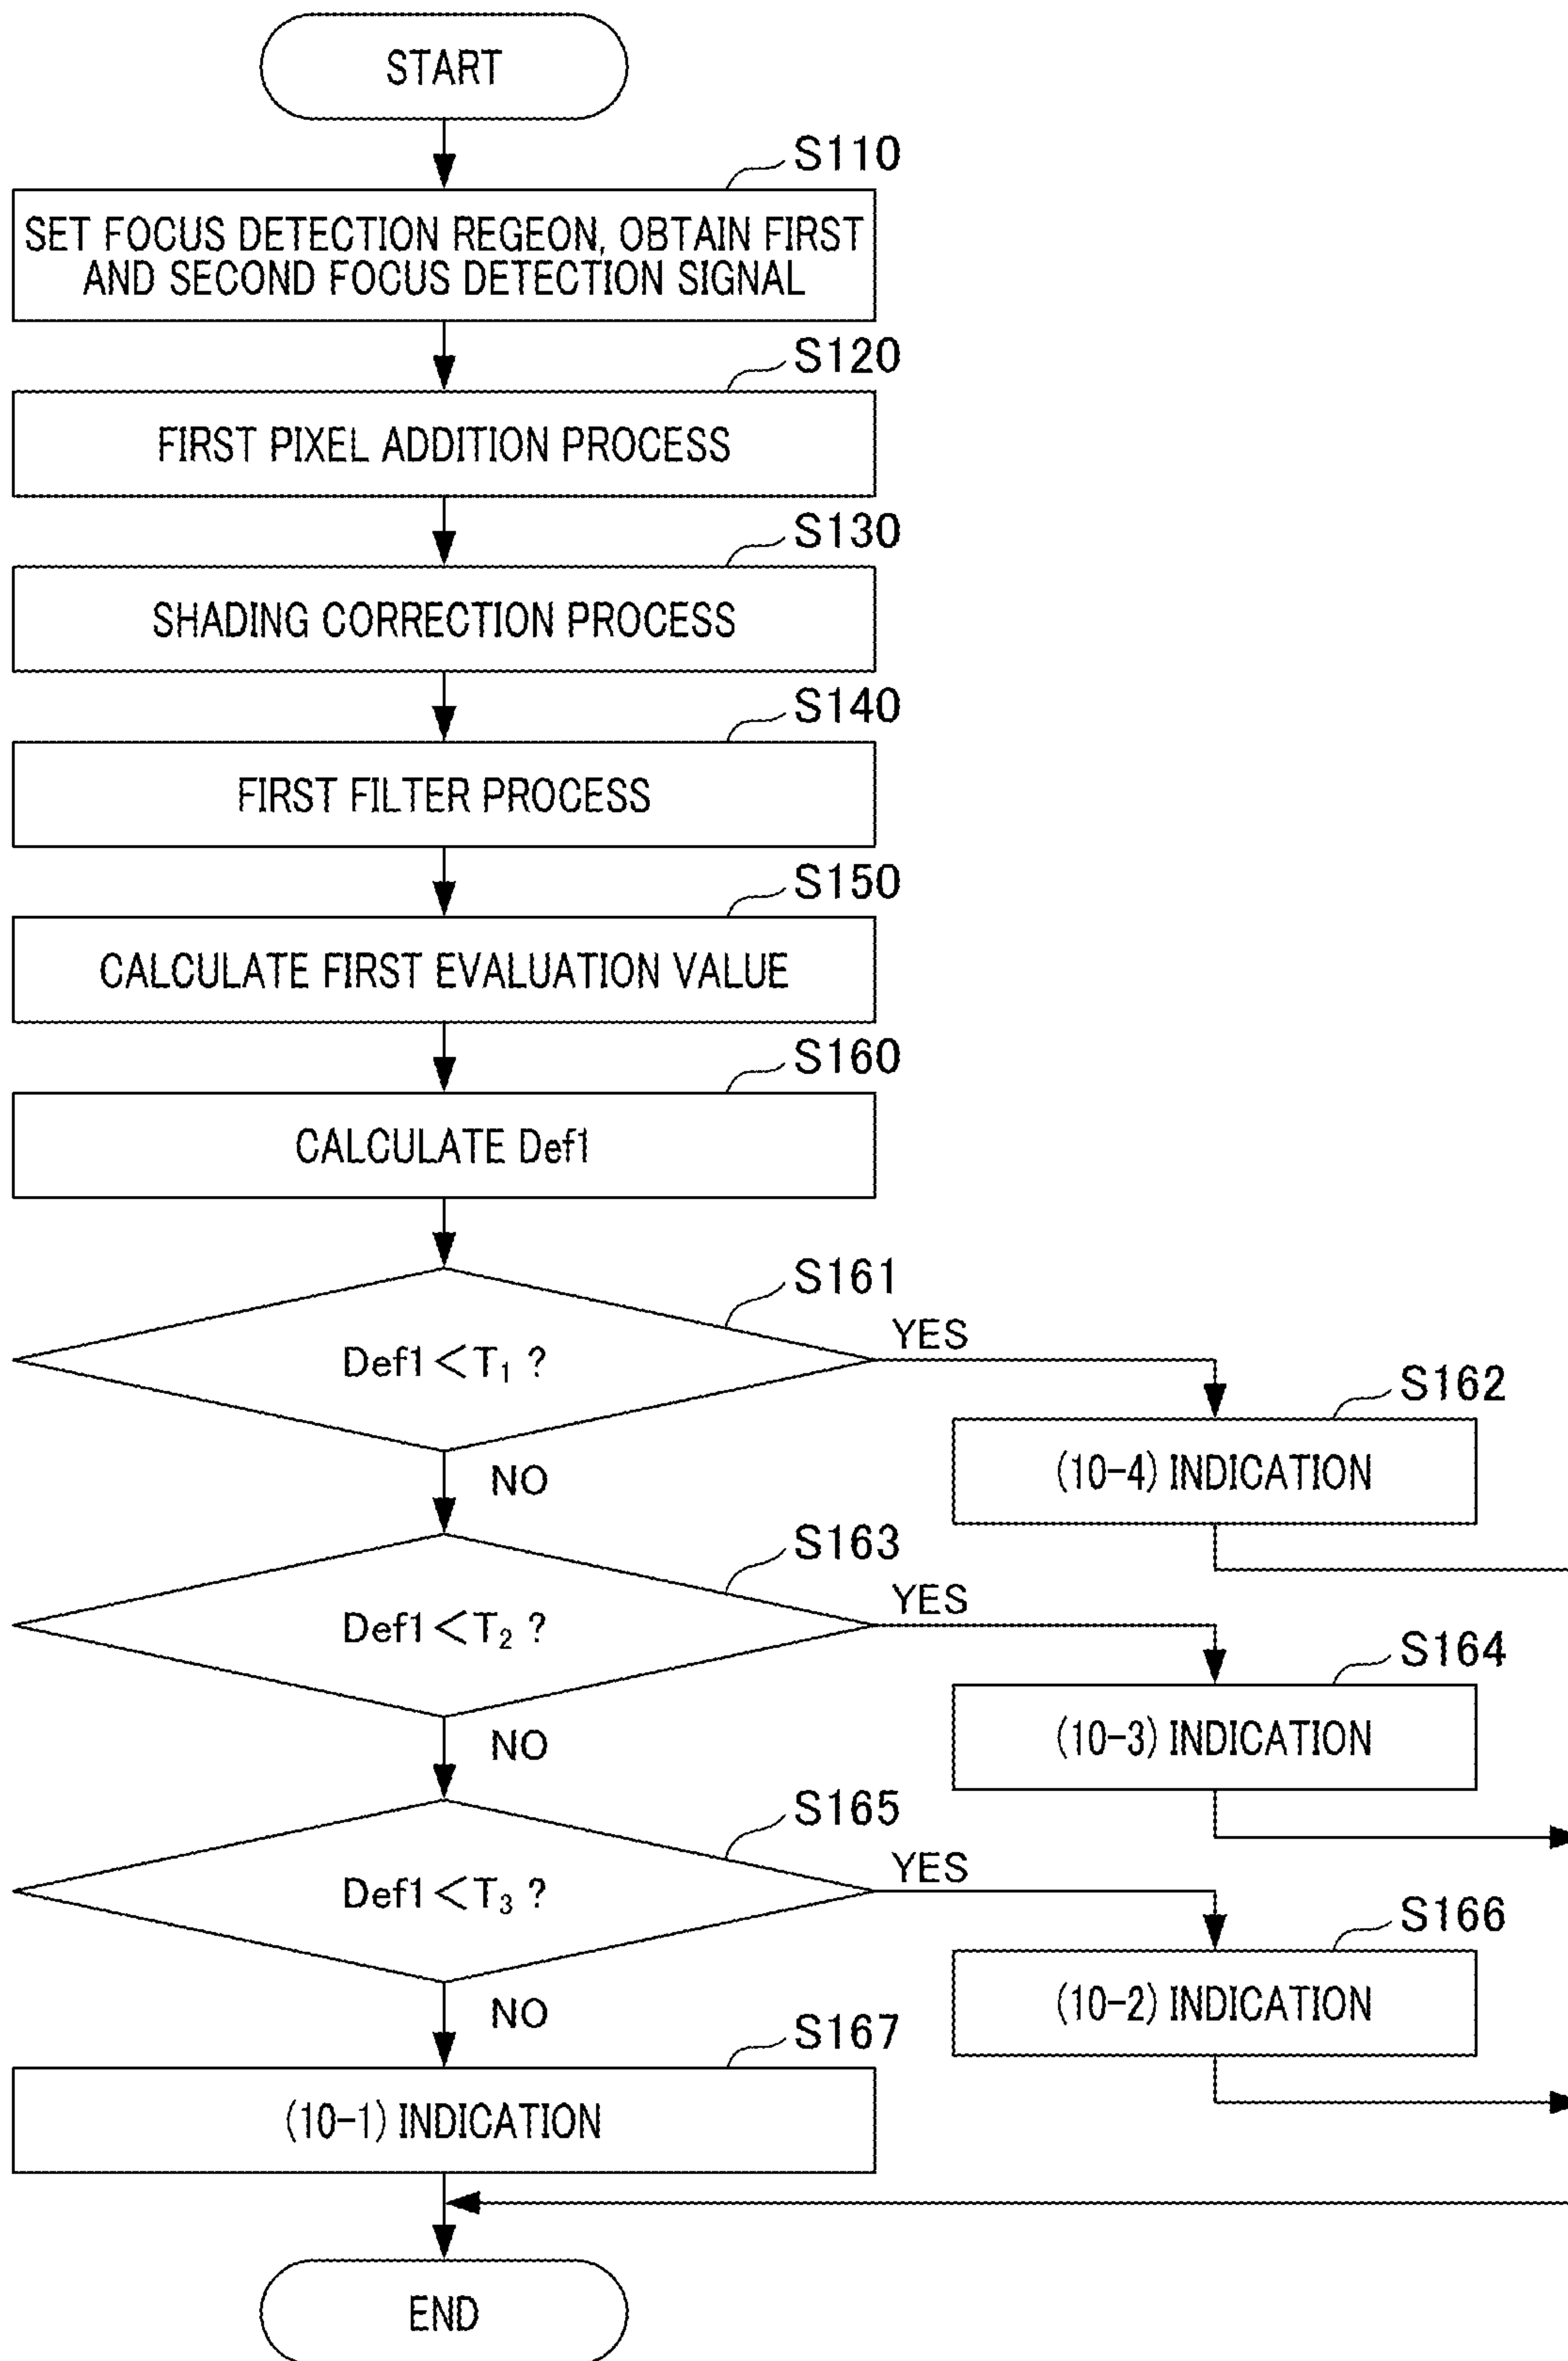 START
S110
SET FOCUS DETECTION REGEON, OBTAIN FIRST
AND SECOND FOCUS DETECTION SIGNAL
S120
FIRST PIXEL ADDITION PROCESS
S130
SHADING CORRECTION PROCESS
S140
FIRST FILTER PROCESS
S150
CALCULATE FIRST EVALUATION VALUE
S160
CALCULATE Def1
S161
Def1<T₁ ?
YES
S162
(10-4) INDICATION
NO
S163
Def1<T₂ ?
YES
S164
(10-3) INDICATION
NO
S165
Def1<T₃ ?
YES
S166
(10-2) INDICATION
NO
S167
(10-1) INDICATION
END